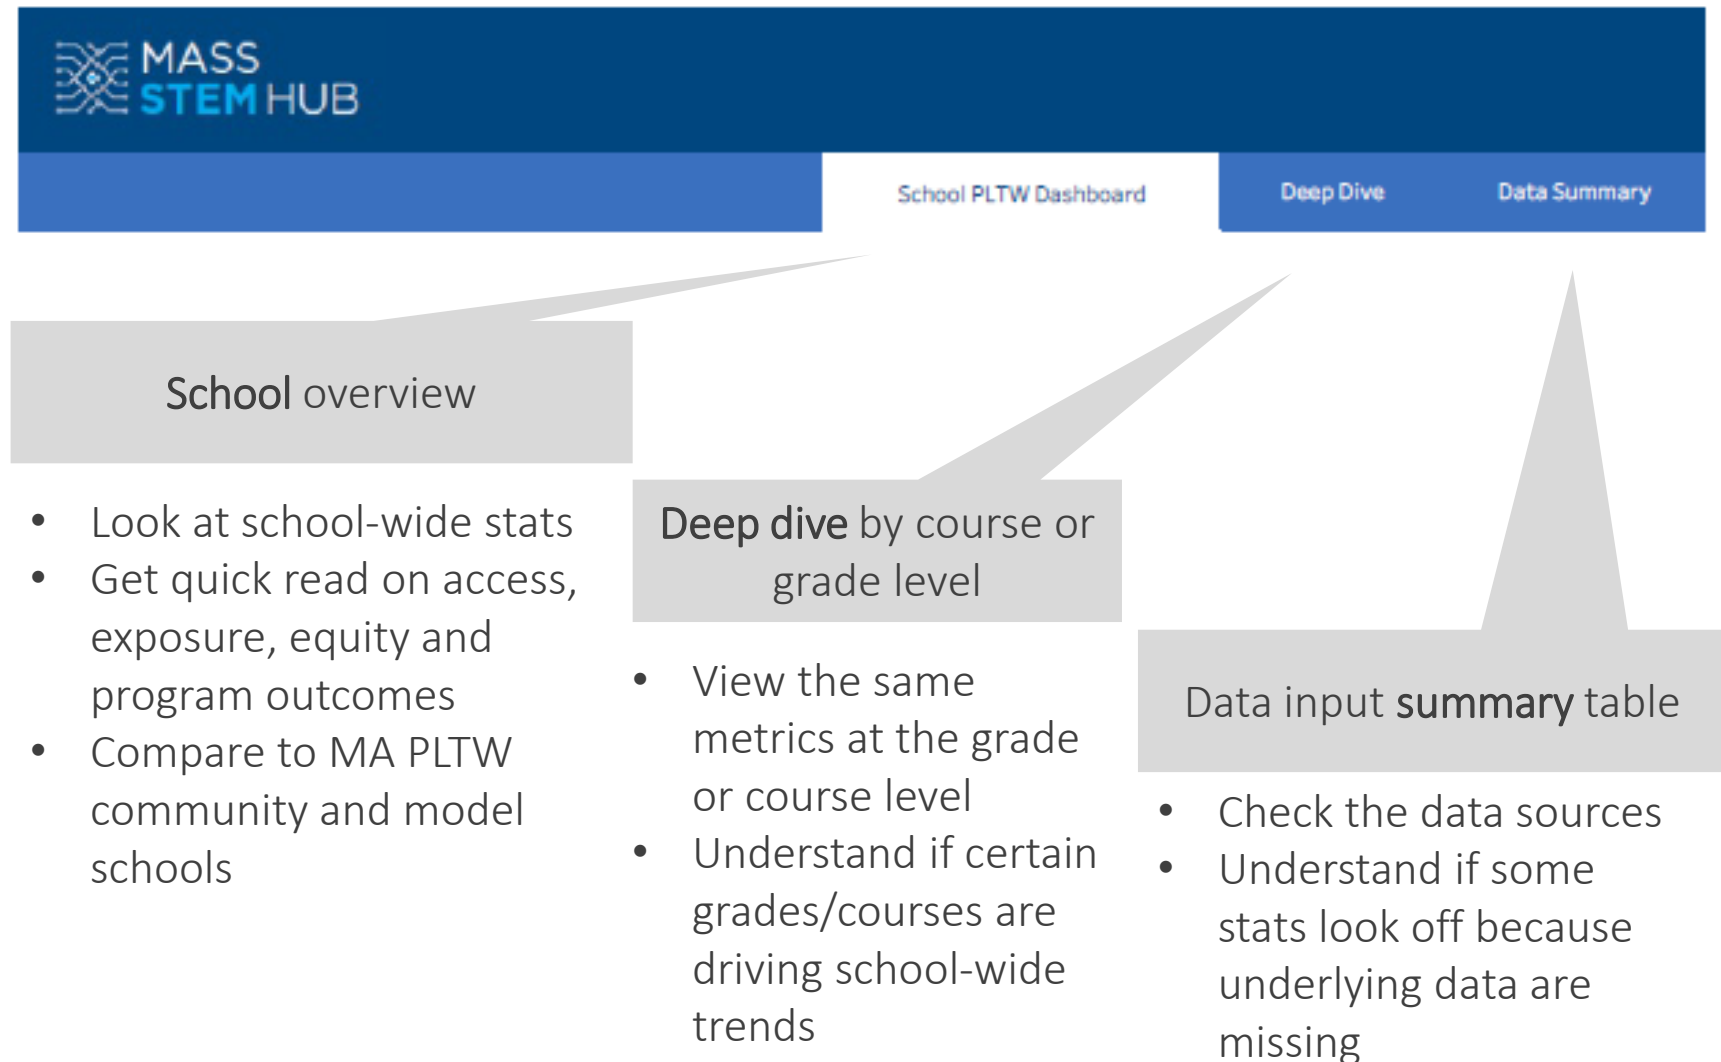 MASS
STEM HUB
School PLTW Dashboard
Deep Dive
Data Summary
School overview
• Look at school-wide stats
• Get quick read on access,
exposure, equity and
program outcomes
• Compare to MA PLTW
community and model
schools
Deep dive by course or
grade level
• View the same
metrics at the grade
or course level
• Understand if certain
grades/courses are
driving school-wide
trends
Data input summary table
• Check the data sources
• Understand if some
stats look off because
underlying data are
missing